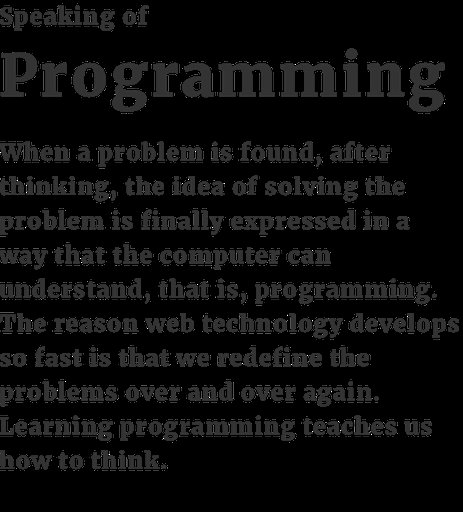 Speaking of
Programming
When a problem is found, after
thinking, the idea of solving the
problem is finally expressed in a
way that the computer can
understand, that is, programming.
The reason web technology develops
so fast is that we redefine the
problems over and over again.
Learning programming teaches us
how to think.